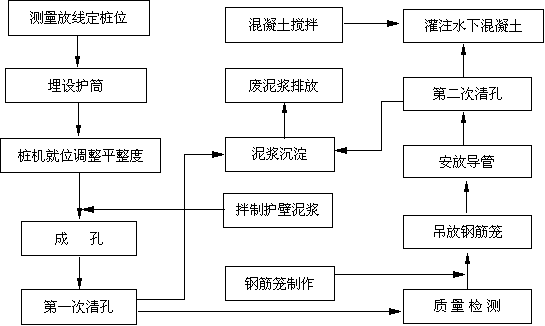 测量放线定桩位
埋设护筒
桩机就位调整平整度
成 孔
第一次清孔
混凝土搅拌
废泥浆排放
泥浆沉淀
拌制护壁泥浆
钢筋笼制作
灌注水下混凝土
第二次清孔
安放导管
吊放钢筋笼
质量检测